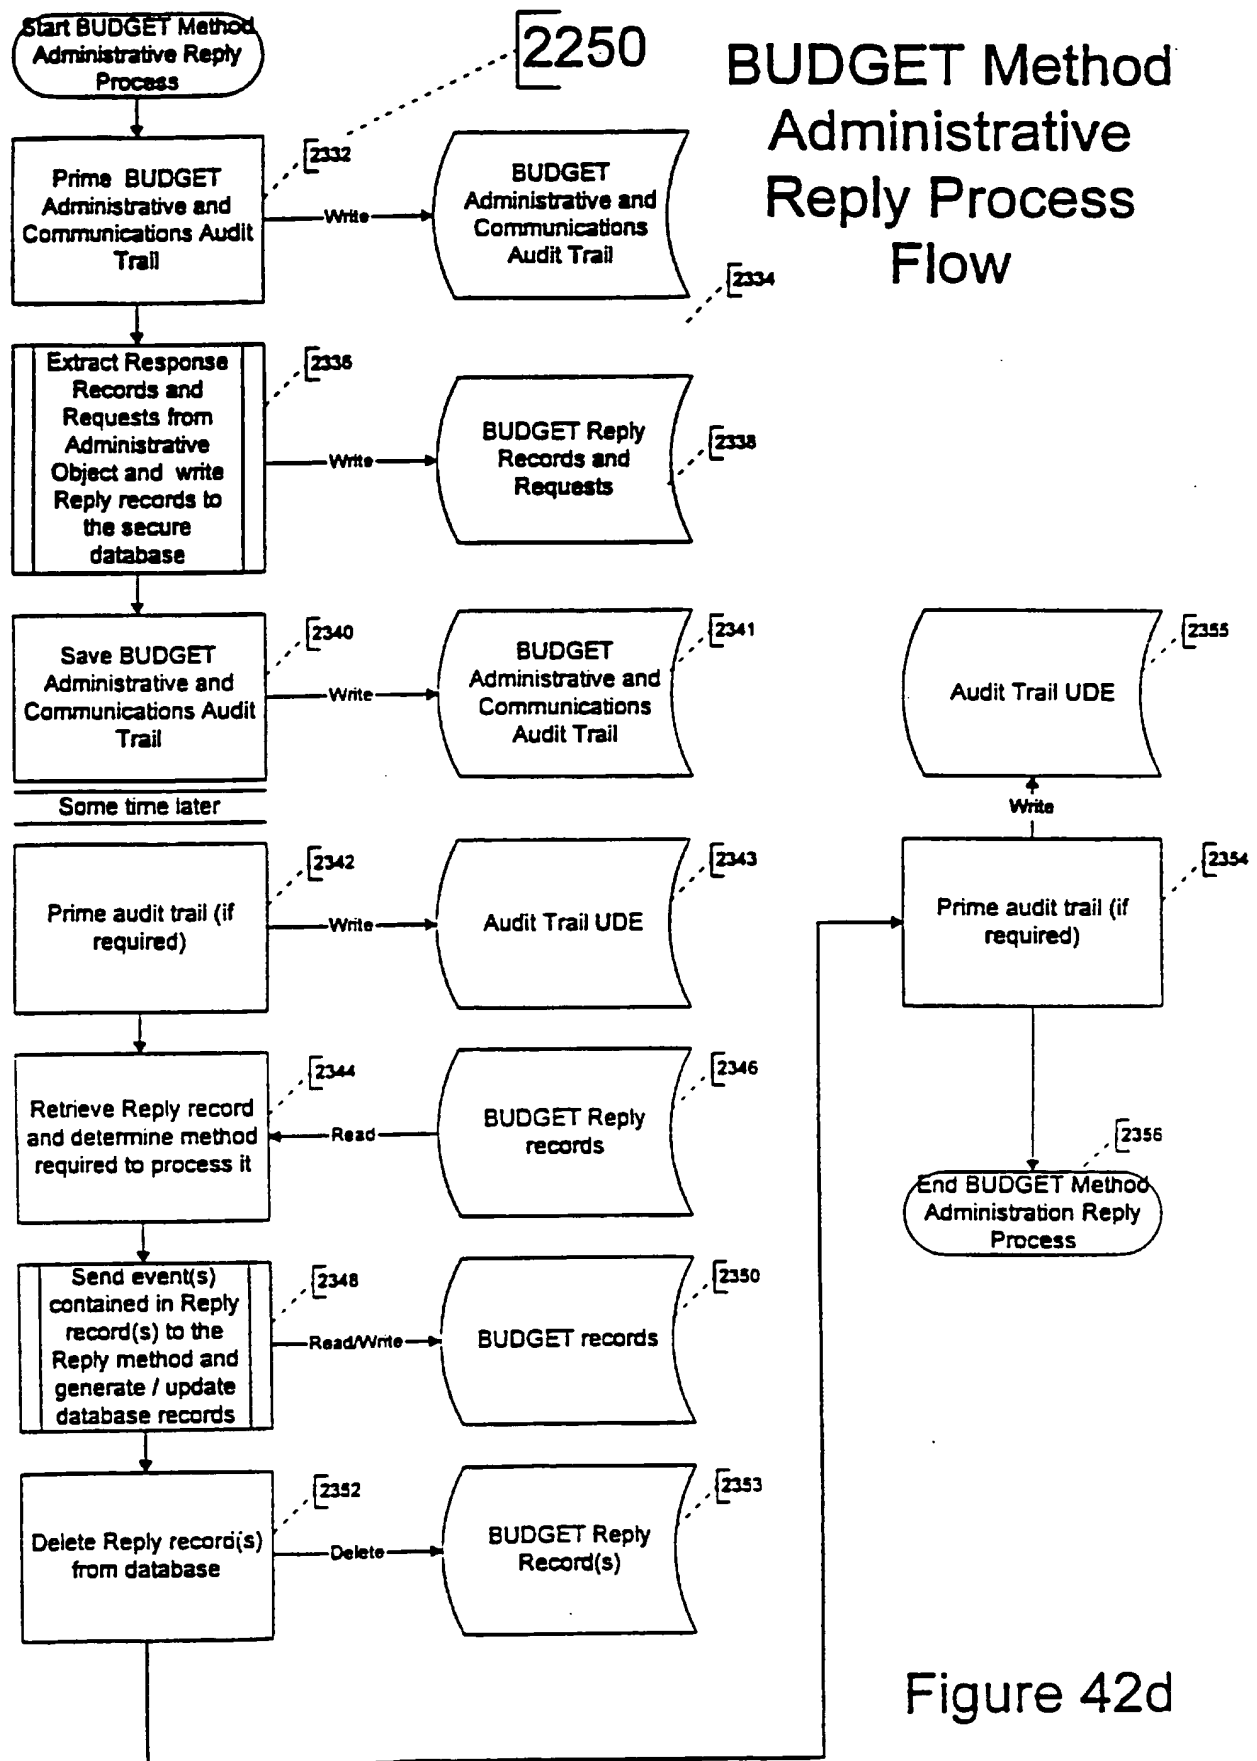 Start BUDGET Method
Administrative Reply
Process
2250
BUDGET Method
Administrative
Reply Process
Flow
Prime BUDGET
Administrative and
Communications Audit
Trail
2332
Write
BUDGET
Administrative and
Communications
Audit Trail
2334
Extract Response
Records and
Requests from
Administrative
Object and write
Reply records to
the secure
database
2336
Write
BUDGET Reply
Records and
Requests
2338
Save BUDGET
Administrative and
Communications Audit
Trail
2340
Write
BUDGET
Administrative and
Communications
Audit Trail
2341
Some time later
Prime audit trail (if
required)
2342
Write
Audit Trail UDE
2343
Retrieve Reply record
and determine method
required to process it
2344
Read
BUDGET Reply
records
2346
Send event(s)
contained in Reply
record(s) to the
Reply method and
generate / update
database records
2348
Read/Write
BUDGET records
2350
Delete Reply record(s)
from database
2352
Delete
BUDGET Reply
Record(s)
2353
Audit Trail UDE
2355
Write
Prime audit trail (if
required)
2354
2356
End BUDGET Method
Administration Reply
Process
Figure 42d